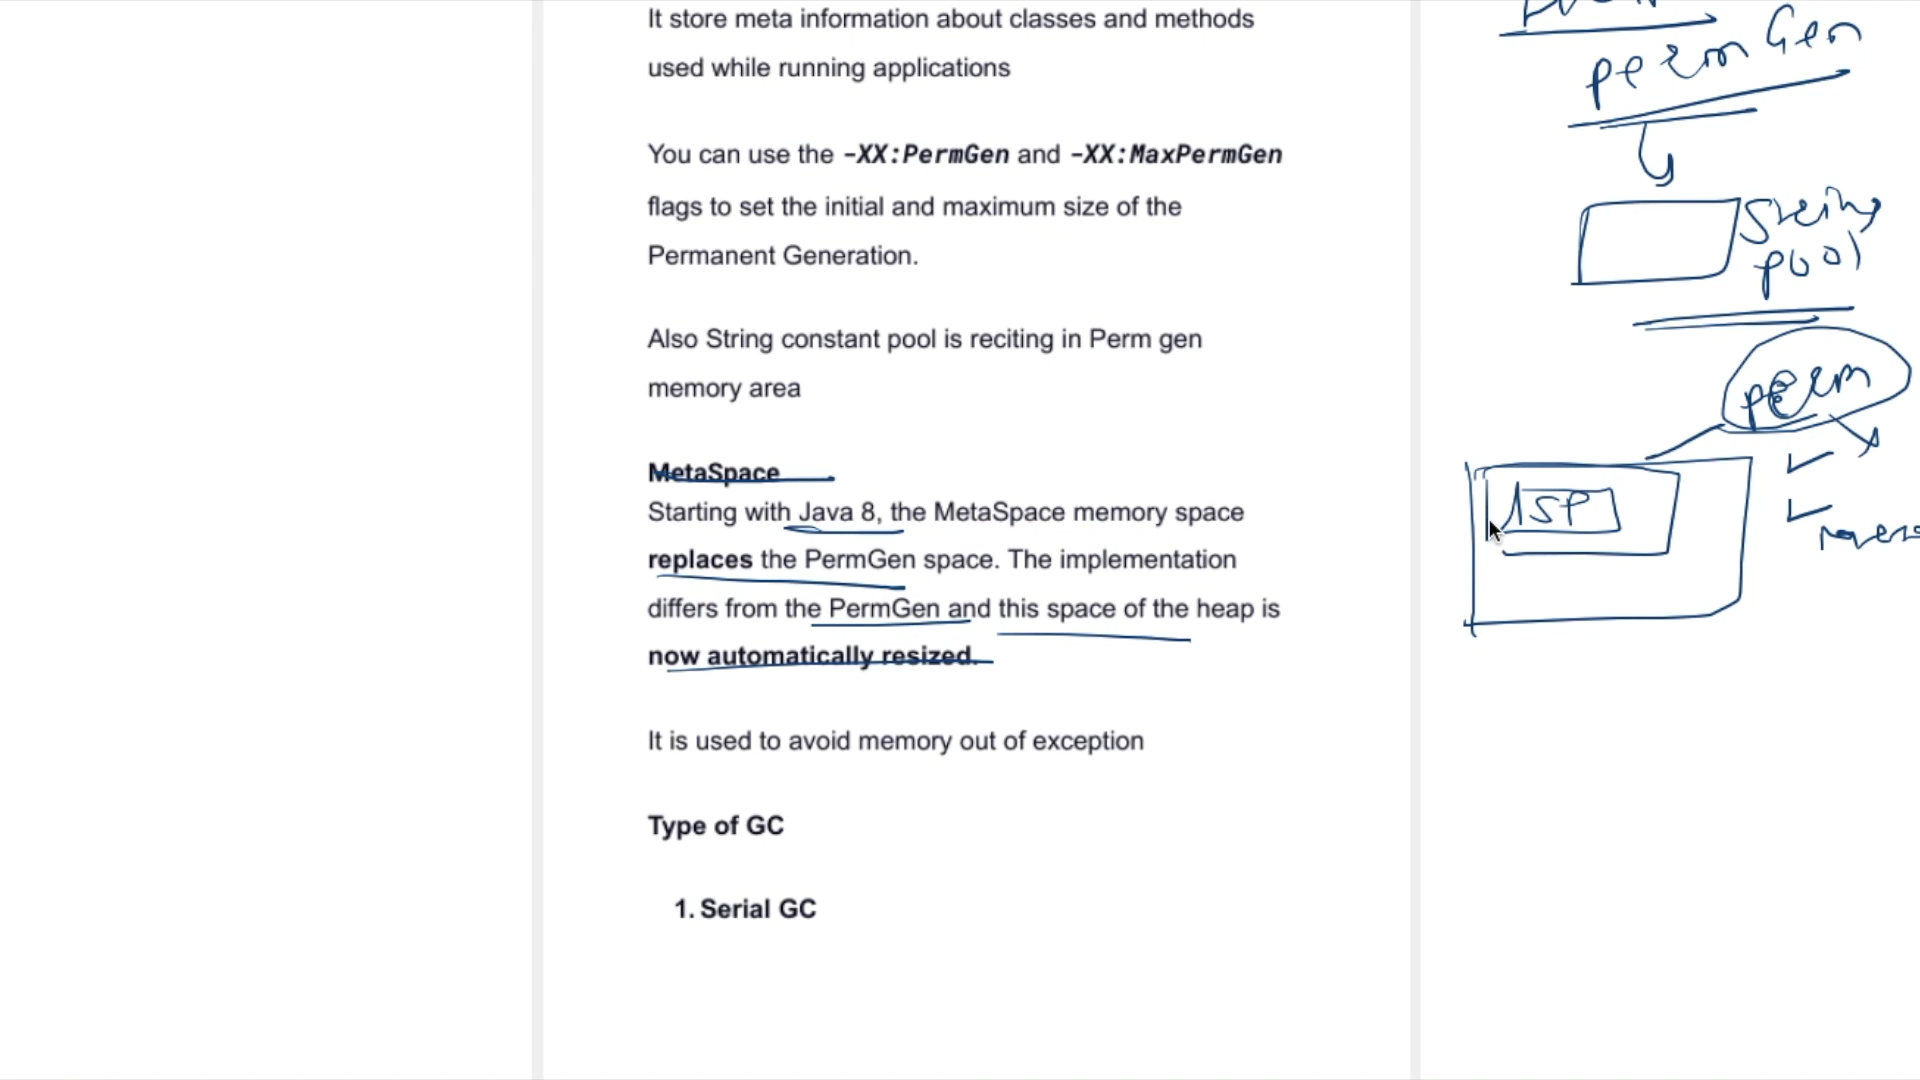 It store meta information about classes and methods
used while running applications
You can use the -XX:PermGen and -XX:MaxPermGen
flags to set the initial and maximum size of the
Permanent Generation.
Also String constant pool is reciting in Perm gen
memory area
MetaSpace
Starting with Java 8, the MetaSpace memory space
replaces the PermGen space. The implementation
differs from the PermGen and this space of the heap is
now automatically resized.
It is used to avoid memory out of exception
Type of GC
1. Serial GC
perm Gen
String
pool
perm